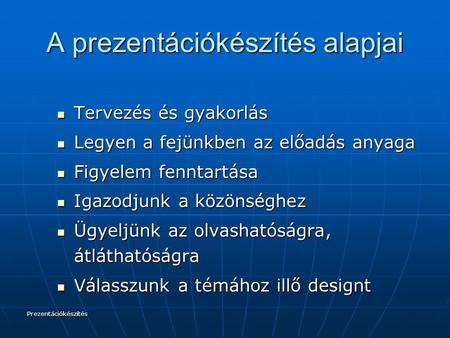 A prezentációkészítés alapjai
Tervezés és gyakorlás
Legyen a fejünkben az előadás anyaga
Figyelem fenntartása
Igazodjunk a közönséghez
Ügyeljünk az olvashatóságra,
átláthatóságra
Válasszunk a témához illő designt
Prezentációkészítés